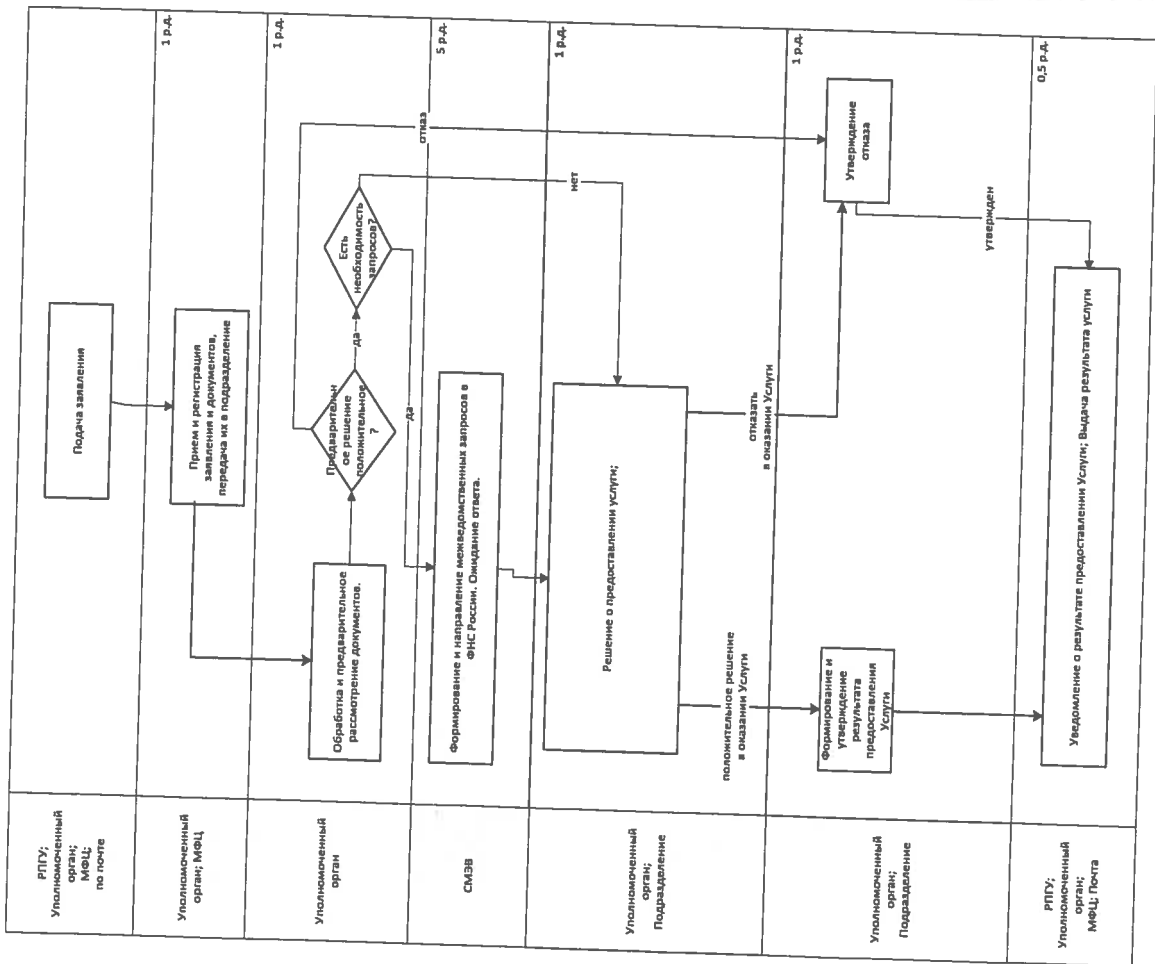 РПГУ;
Уполномоченный
орган;
МФЦ;
по почте
Подача заявления
Уполномоченный
орган; МФЦ
Прием и регистрация
заявления и документов,
передача их в подразделение
1 р.д.
Уполномоченный
орган
Обработка и предварительное
рассмотрение документов.
Предварительн
ое решение
положительное
?
да
Есть
необходимость
запросов?
1 р.д.
да
отказ
СМЭВ
Формирование и направление межведомственных запросов в
ФНС России. Ожидание ответа.
5 р.д.
нет
Уполномоченный
орган;
Подразделение
Решение о предоставлении услуги;
1 р.д.
положительное решение
в оказании Услуги
отказать
в оказании Услуги
Уполномоченный
орган;
Подразделение
Формирование и
утверждение
результата
предоставления
Услуги
Утверждение
отказа
1 р.д.
утвержден
РПГУ;
Уполномоченный
орган;
МФЦ; Почта
Уведомление о результате предоставлении Услуги; Выдача результата услуги
0,5 р.д.